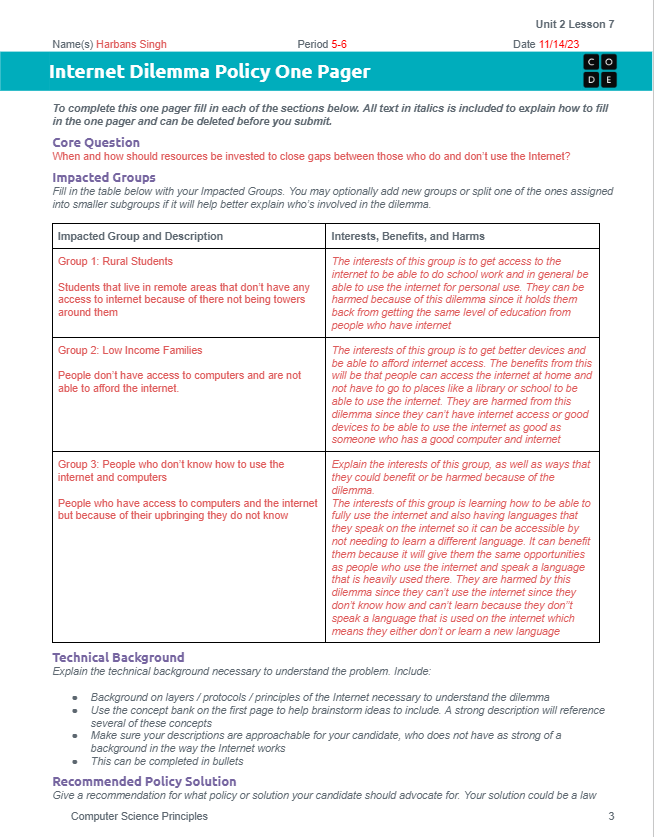 Unit 2 Lesson 7
Name(s) Harbans Singh Period 5-6 Date 11/14/23
Internet Dilemma Policy One Pager
C O
D E
To complete this one pager fill in each of the sections below. All text in italics is included to explain how to fill
in the one pager and can be deleted before you submit.
Core Question
When and how should resources be invested to close gaps between those who do and don't use the Internet?
Impacted Groups
Fill in the table below with your Impacted Groups. You may optionally add new groups or split one of the ones assigned
into smaller subgroups if it will help better explain who's involved in the dilemma.
Impacted Group and Description
Interests, Benefits, and Harms
Group 1: Rural Students
Students that live in remote areas that don't have any
access to internet because of there not being towers
around them
The interests of this group is to get access to the
internet to be able to do school work and in general be
able to use the internet for personal use. They can be
harmed because of this dilemma since it holds them
back from getting the same level of education from
people who have internet
Group 2: Low Income Families
People don't have access to computers and are not
able to afford the internet.
The interests of this group is to get better devices and
be able to afford internet access. The benefits from this
will be that people can access the internet at home and
not have to go to places like a library or school to be
able to use the internet. They are harmed from this
dilemma since they can't have internet access or good
devices to be able to use the internet as good as
someone who has a good computer and internet
Group 3: People who don't know how to use the
internet and computers
People who have access to computers and the internet
but because of their upbringing they do not know
Explain the interests of this group, as well as ways that
they could benefit or be harmed because of the
dilemma.
The interests of this group is learning how to be able to
fully use the internet and also having languages that
they speak on the internet so it can be accessible by
not needing to learn a different language. It can benefit
them because it will give them the same opportunities
as people who use the internet and speak a language
that is heavily used there. They are harmed by this
dilemma since they can't use the internet since they
don't know how and can't learn because they don"t
speak a language that is used on the internet which
means they either don't or learn a new language
Technical Background
Explain the technical background necessary to understand the problem. Include:
● Background on layers / protocols / principles of the Internet necessary to understand the dilemma
● Use the concept bank on the first page to help brainstorm ideas to include. A strong description will reference
several of these concepts
● Make sure your descriptions are approachable for your candidate, who does not have as strong of a
background in the way the Internet works
● This can be completed in bullets
Recommended Policy Solution
Give a recommendation for what policy or solution your candidate should advocate for. Your solution could be a law
Computer Science Principles 3